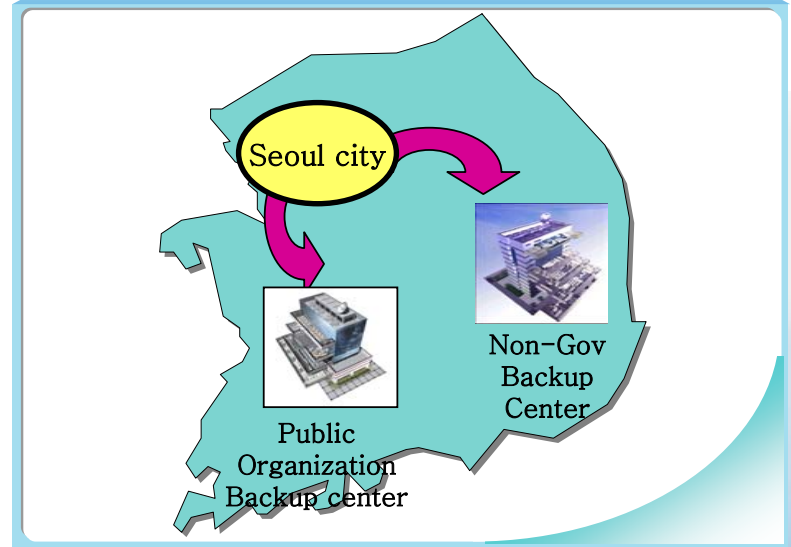 Seoul city
Non-Gov
Backup
Center
Public
Organization
Backup center